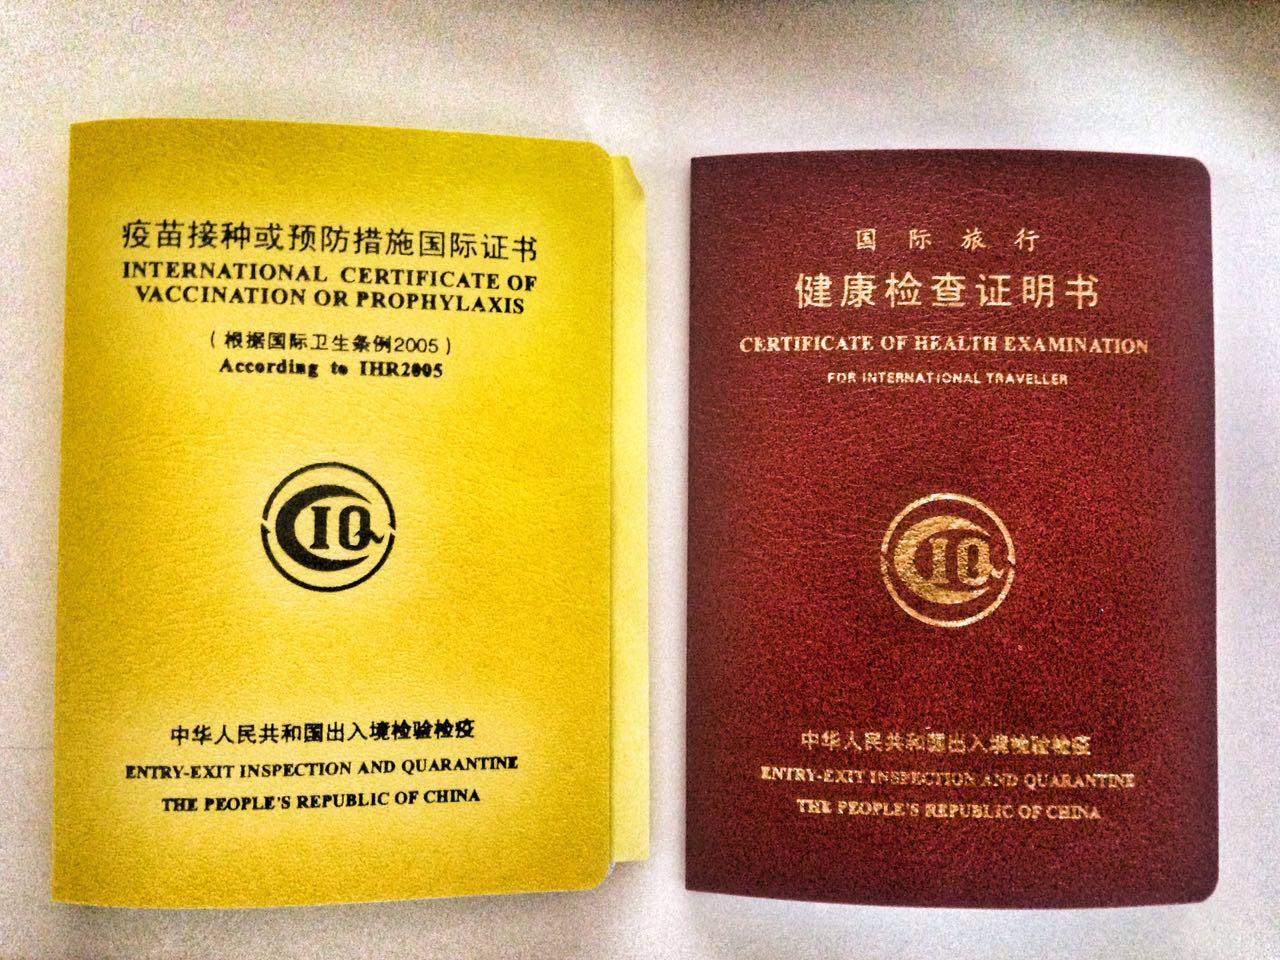 疫苗接种或预防措施国际证书
INTERNATIONAL CERTIFICATE OF
VACCINATION OR PROPHYLAXIS
(根据国际卫生条例2005)
According to IHR2005
CIQ
中华人民共和国出入境检验检疫
ENTRY-EXIT INSPECTION AND QUARANTINE
THE PEOPLE'S REPUBLIC OF CHINA
国际旅行
健康检查证明书
CERTIFICATE OF HEALTH EXAMINATION
FOR INTERNATIONAL TRAVELLER
CIQ
中华人民共和国出入境检验检疫
ENTRY-EXIT INSPECTION AND QUARANTINE
THE PEOPLE'S REPUBLIC OF CHINA